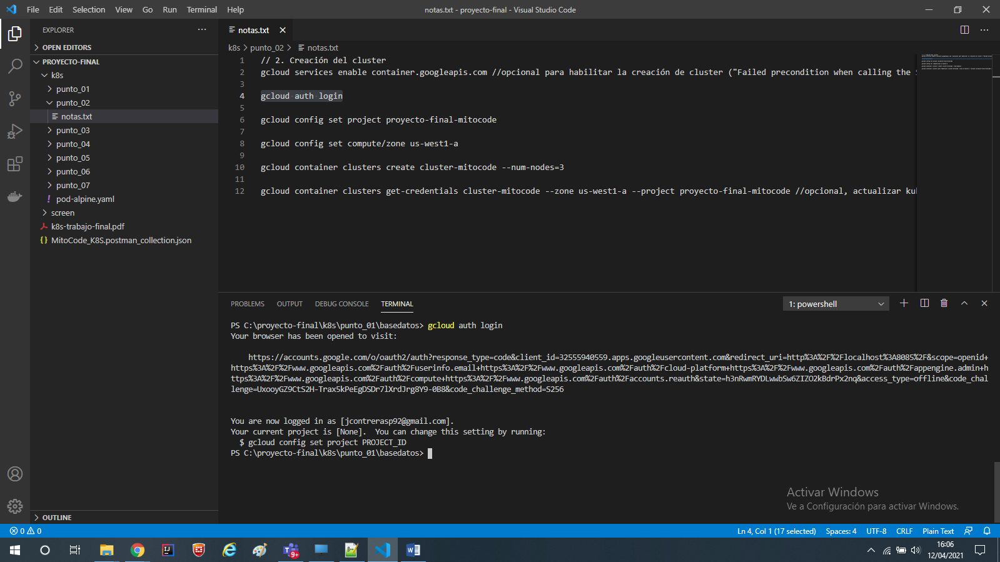 File Edit Selection View Go Run Terminal Help
notas.txt - proyecto-final - Visual Studio Code
EXPLORER
OPEN EDITORS
PROYECTO-FINAL
k8s
punto_01
punto_02
notas.txt
punto_03
punto_04
punto_05
punto_06
punto_07
! pod-alpine.yaml
screen
k8s-trabajo-final.pdf
{} MitoCode_K8S.postman_collection.json
OUTLINE
notas.txt
k8s > punto_02 > notas.txt
1 // 2. Creación del cluster
2 gcloud services enable container.googleapis.com //opcional para habilitar la creación de cluster ("Failed precondition when calling the
3
4 gcloud auth login
5
6 gcloud config set project proyecto-final-mitocode
7
8 gcloud config set compute/zone us-west1-a
9
10 gcloud container clusters create cluster-mitocode --num-nodes=3
11
12 gcloud container clusters get-credentials cluster-mitocode --zone us-west1-a --project proyecto-final-mitocode //opcional, actualizar
PROBLEMS OUTPUT DEBUG CONSOLE TERMINAL
1: powershell
PS C:\proyecto-final\k8s\punto_01\basedatos> gcloud auth login
Your browser has been opened to visit:
https://accounts.google.com/o/oauth2/auth?response_type=code&client_id=32555940559.apps.googleusercontent.com&redirect_uri=http%3A%2F%2Flocalhost%3A8085%2F&scope=openid+
https%3A%2F%2Fwww.googleapis.com%2Fauth%2Fuserinfo.email+https%3A%2F%2Fwww.googleapis.com%2Fauth%2Fcloud-platform+https%3A%2F%2Fwww.googleapis.com%2Fauth%2Fappengine.admin+h
ttps%3A%2F%2Fwww.googleapis.com%2Fauth%2Fcompute+https%3A%2F%2Fwww.googleapis.com%2Fauth%2Faccounts.reauth&state=h3nRwmRYDLwwbSw6ZIZO2kBdrPx2nq&access_type=offline&code_chal
lenge=UxooyGZ9CtS2H-Trax5kPeEgDSDr7lXrdJrg8Y9-0B8&code_challenge_method=S256
You are now logged in as [jcontrerasp92@gmail.com].
Your current project is [None].  You can change this setting by running:
$ gcloud config set project PROJECT_ID
PS C:\proyecto-final\k8s\punto_01\basedatos>
Activar Windows
Ve a Configuración para activar Windows.
0 0
Ln 4, Col 1 (17 selected) Spaces: 4 UTF-8 CRLF Plain Text
9+
16:06
12/04/2021